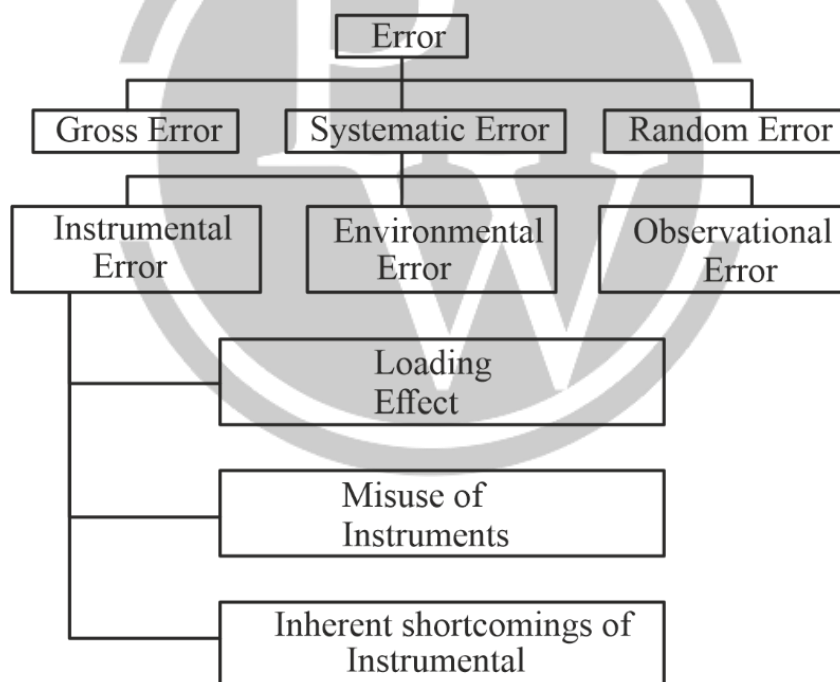 Error
Gross Error
Systematic Error
Random Error
Instrumental
Error
Environmental
Error
Observational
Error
Loading
Effect
Misuse of
Instruments
Inherent shortcomings of
Instrumental